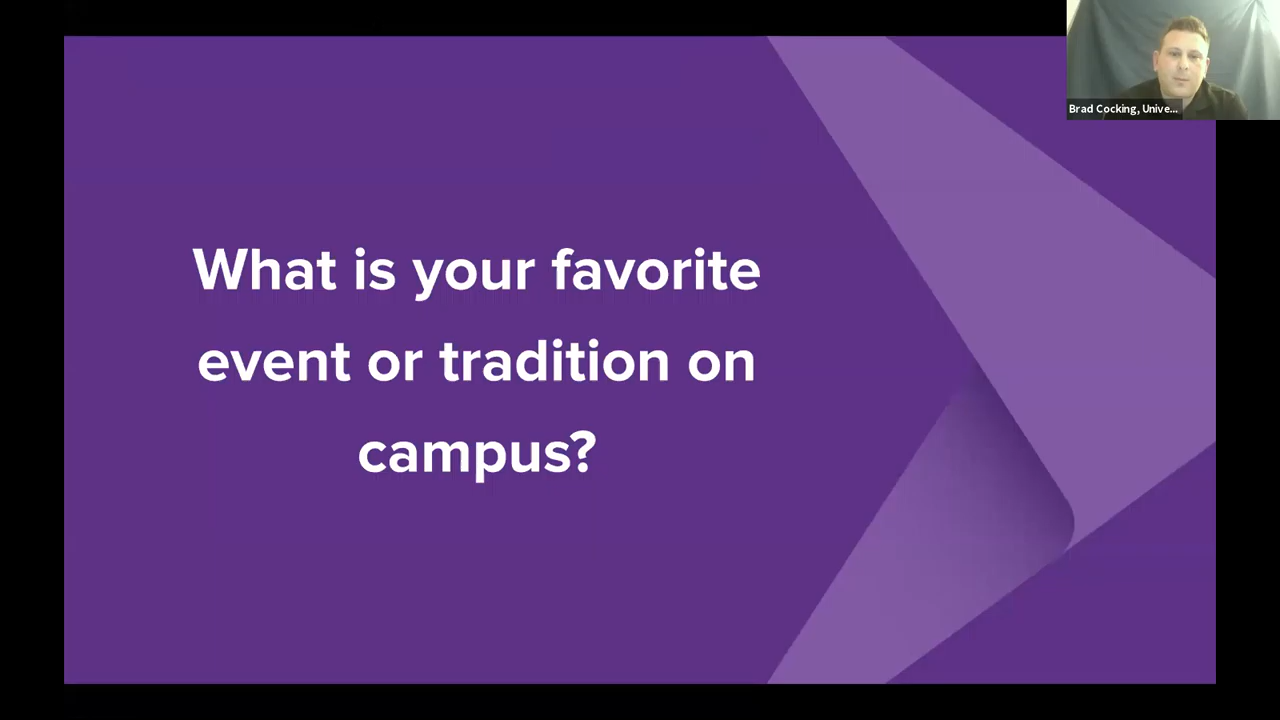 What is your favorite
event or tradition on
campus?
Brad Cocking, Unive...